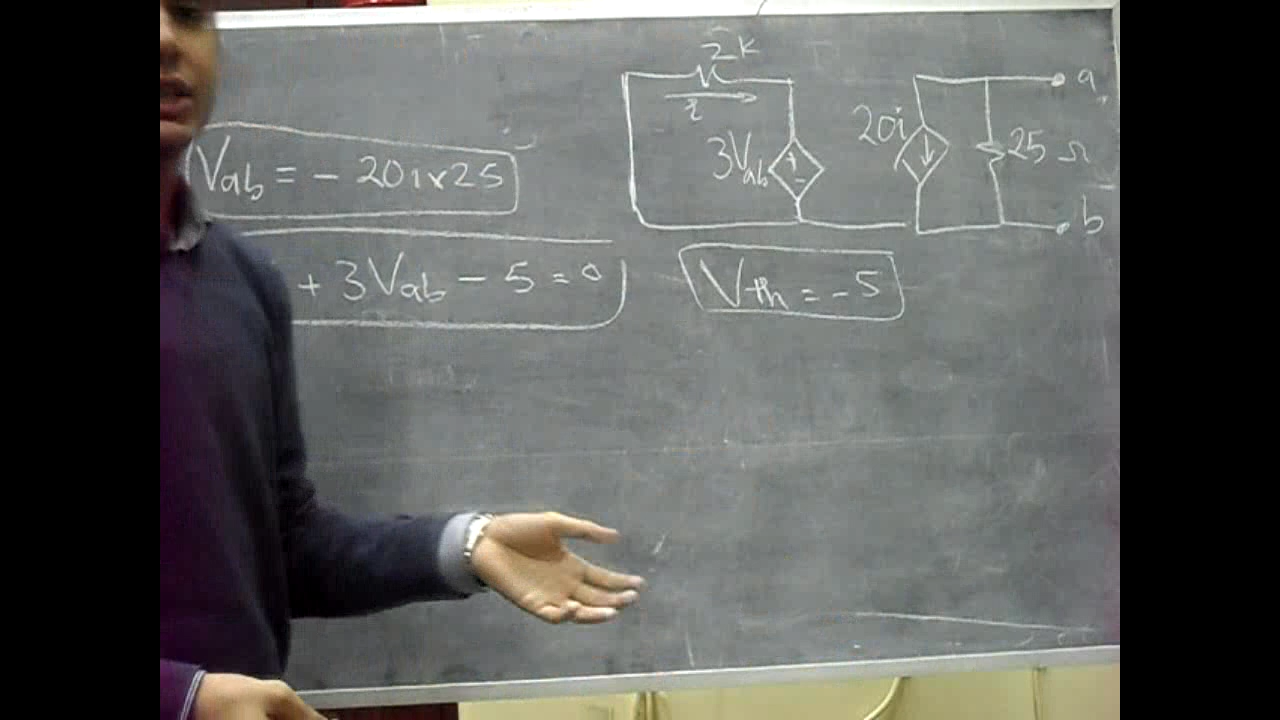 Vab = - 20i x 25
+ 3Vab - 5 = 0
2K
i
3Vab
+
-
20i
25 Ω
a
b
Vth = - 5